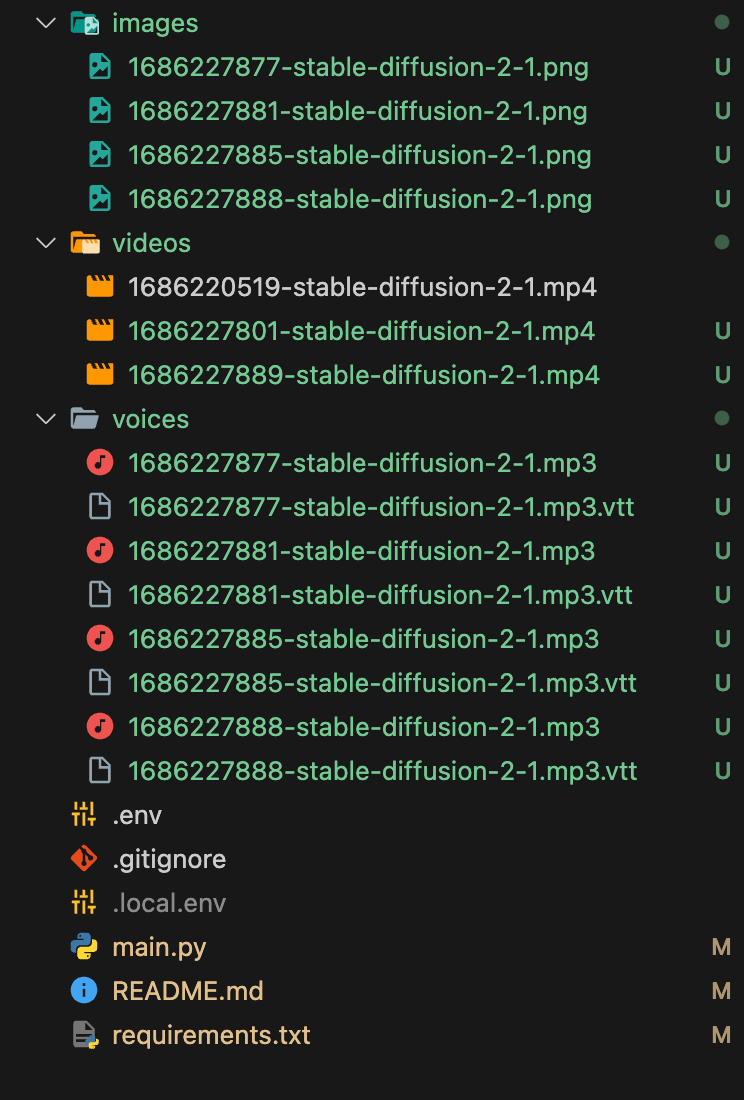 images
1686227877-stable-diffusion-2-1.png U
1686227881-stable-diffusion-2-1.png U
1686227885-stable-diffusion-2-1.png U
1686227888-stable-diffusion-2-1.png U
videos
1686220519-stable-diffusion-2-1.mp4
1686227801-stable-diffusion-2-1.mp4 U
1686227889-stable-diffusion-2-1.mp4 U
voices
1686227877-stable-diffusion-2-1.mp3 U
1686227877-stable-diffusion-2-1.mp3.vtt U
1686227881-stable-diffusion-2-1.mp3 U
1686227881-stable-diffusion-2-1.mp3.vtt U
1686227885-stable-diffusion-2-1.mp3 U
1686227885-stable-diffusion-2-1.mp3.vtt U
1686227888-stable-diffusion-2-1.mp3 U
1686227888-stable-diffusion-2-1.mp3.vtt U
.env
.gitignore
.local.env
main.py M
README.md M
requirements.txt M